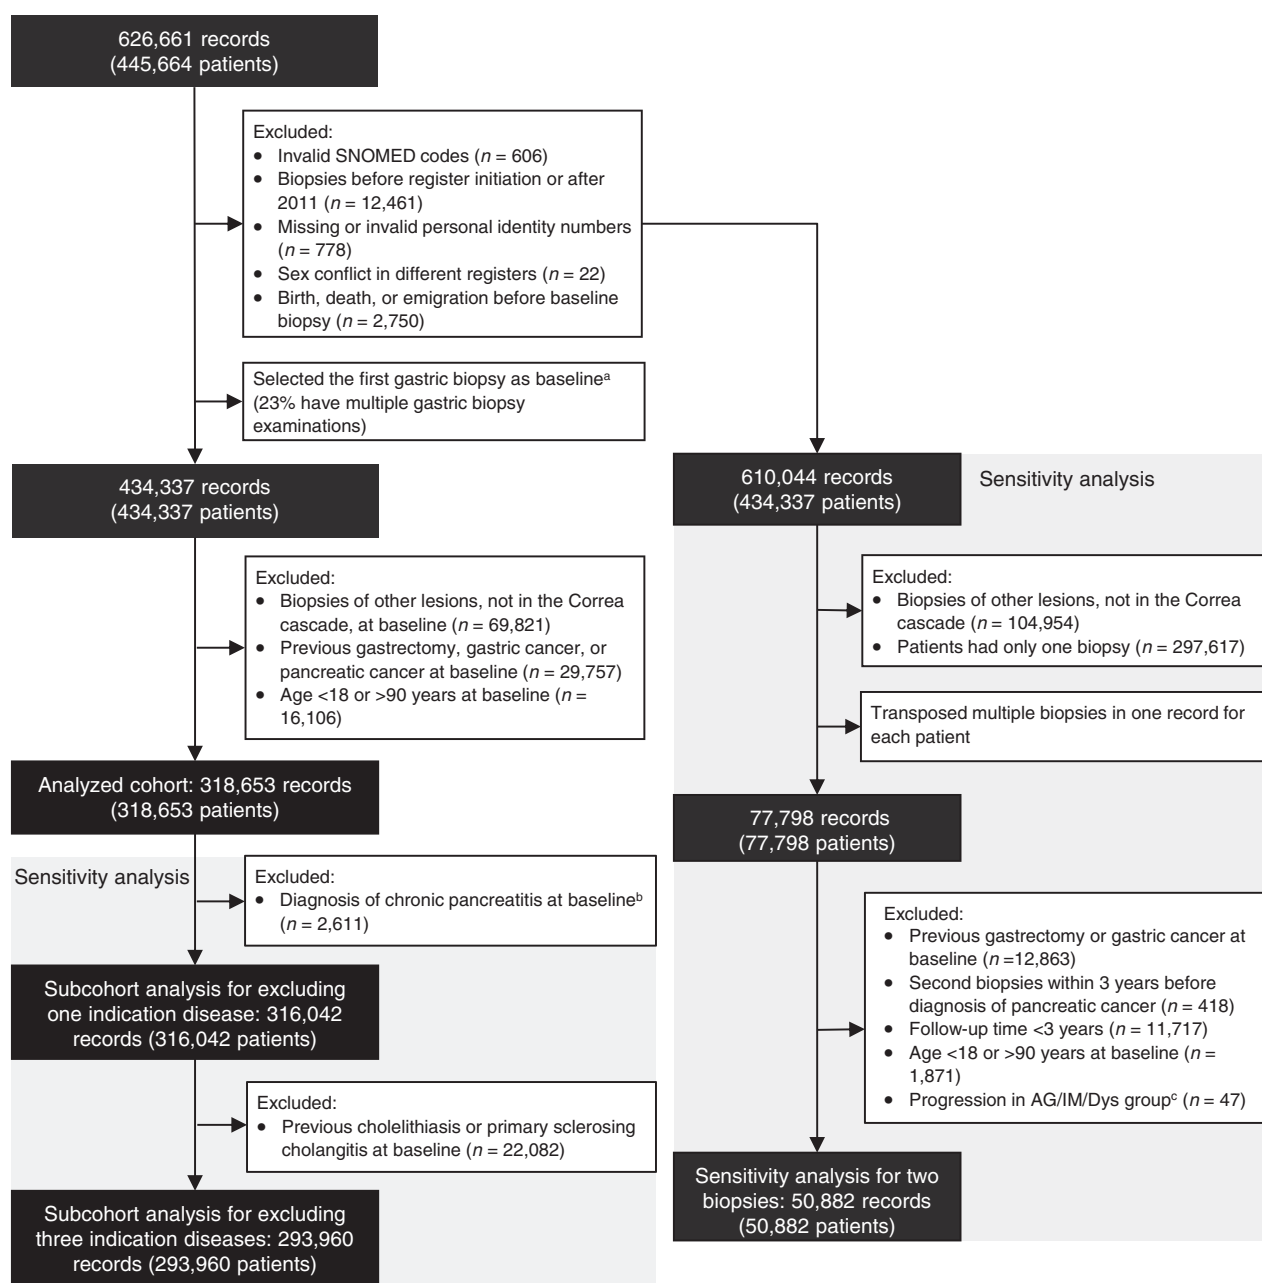 626,661 records
(445,664 patients)
Excluded:
• Invalid SNOMED codes (n = 606)
• Biopsies before register initiation or after
2011 (n = 12,461)
• Missing or invalid personal identity numbers
(n = 778)
• Sex conflict in different registers (n = 22)
• Birth, death, or emigration before baseline
biopsy (n = 2,750)
Selected the first gastric biopsy as baselineᵃ
(23% have multiple gastric biopsy
examinations)
434,337 records
(434,337 patients)
Excluded:
• Biopsies of other lesions, not in the Correa
cascade, at baseline (n = 69,821)
• Previous gastrectomy, gastric cancer, or
pancreatic cancer at baseline (n = 29,757)
• Age <18 or >90 years at baseline (n =
16,106)
Analyzed cohort: 318,653 records
(318,653 patients)
Sensitivity analysis
Excluded:
• Diagnosis of chronic pancreatitis at baselineᵇ
(n = 2,611)
Subcohort analysis for excluding
one indication disease: 316,042
records (316,042 patients)
Excluded:
• Previous cholelithiasis or primary sclerosing
cholangitis at baseline (n = 22,082)
Subcohort analysis for excluding
three indication diseases: 293,960
records (293,960 patients)
610,044 records
(434,337 patients)
Sensitivity analysis
Excluded:
• Biopsies of other lesions, not in the Correa
cascade (n = 104,954)
• Patients had only one biopsy (n = 297,617)
Transposed multiple biopsies in one record for
each patient
77,798 records
(77,798 patients)
Excluded:
• Previous gastrectomy or gastric cancer at
baseline (n =12,863)
• Second biopsies within 3 years before
diagnosis of pancreatic cancer (n = 418)
• Follow-up time <3 years (n = 11,717)
• Age <18 or >90 years at baseline (n =
1,871)
• Progression in AG/IM/Dys groupᶜ (n = 47)
Sensitivity analysis for two
biopsies: 50,882 records
(50,882 patients)